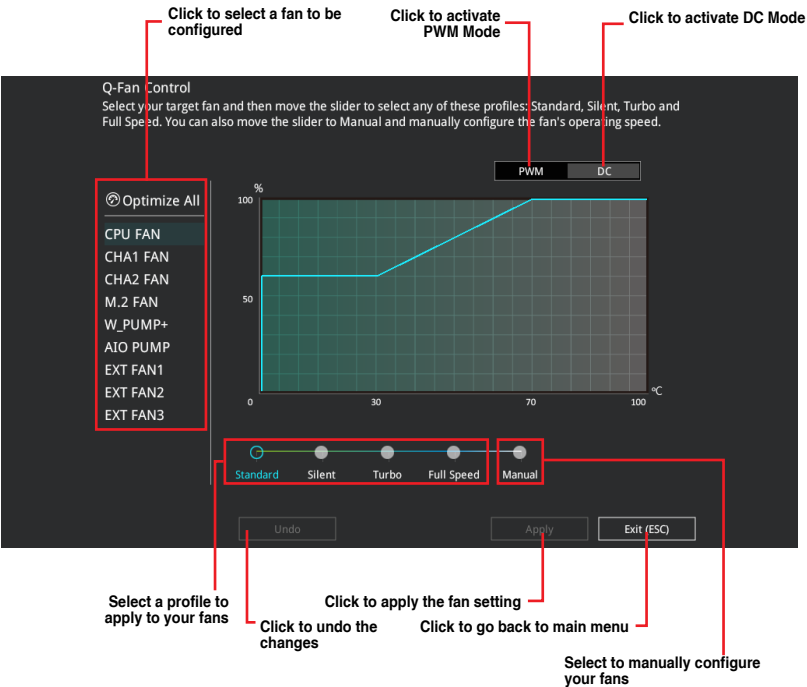 Click to select a fan to be
configured
Click to activate
PWM Mode
Click to activate DC Mode
Q-Fan Control
Select your target fan and then move the slider to select any of these profiles: Standard, Silent, Turbo and
Full Speed. You can also move the slider to Manual and manually configure the fan's operating speed.
PWM
DC
Optimize All
CPU FAN
CHA1 FAN
CHA2 FAN
M.2 FAN
W_PUMP+
AIO PUMP
EXT FAN1
EXT FAN2
EXT FAN3
%
100
50
0
30
70
100
ºC
Standard
Silent
Turbo
Full Speed
Manual
Undo
Apply
Exit (ESC)
Select a profile to
apply to your fans
Click to undo the
changes
Click to apply the fan setting
Click to go back to main menu
Select to manually configure
your fans